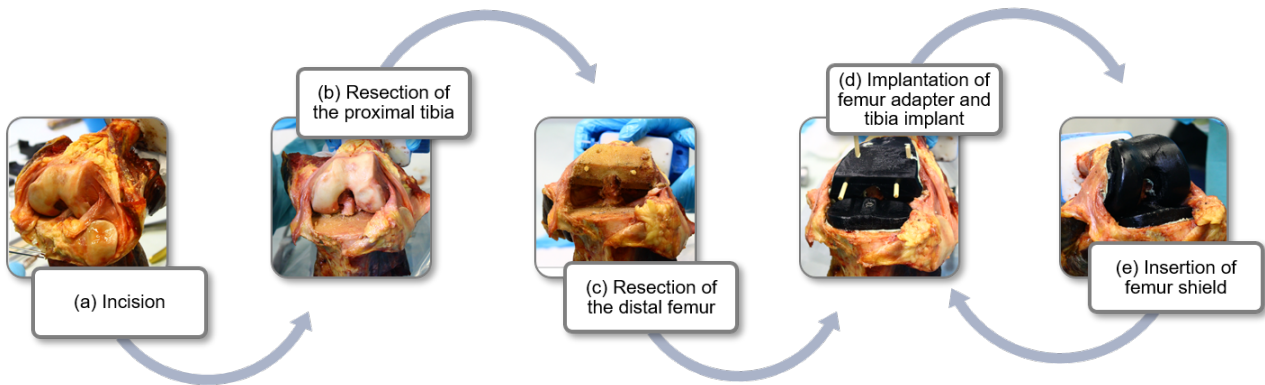 (a) Incision
(b) Resection of
the proximal tibia
(c) Resection of
the distal femur
(d) Implantation of
femur adapter and
tibia implant
(e) Insertion of
femur shield